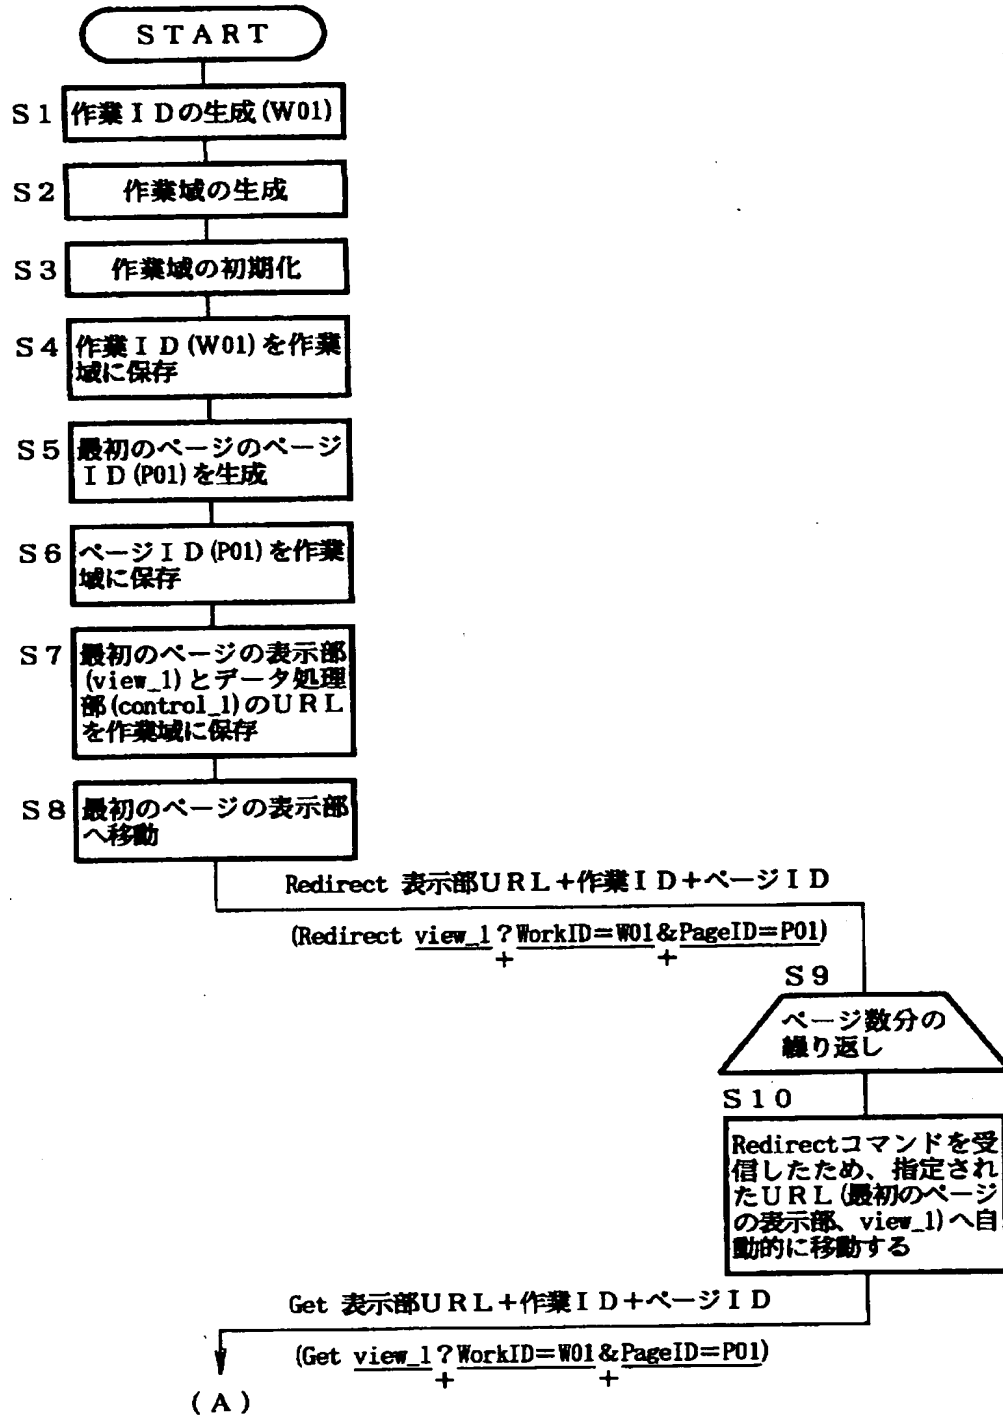 START
S1
作業IDの生成(W01)
S2
作業域の生成
S3
作業域の初期化
S4
作業ID(W01)を作業
域に保存
S5
最初のページのページ
ID(P01)を生成
S6
ページID(P01)を作業
域に保存
S7
最初のページの表示部
(view_1)とデータ処理
部(control_1)のURL
を作業域に保存
S8
最初のページの表示部
へ移動
Redirect 表示部URL+作業ID+ページID
(Redirect view_1?WorkID=W01&PageID=P01)
+ +
S9
ページ数分の
繰り返し
S10
Redirectコマンドを受
信したため、指定され
たURL(最初のページ
の表示部、view_1)へ自
動的に移動する
Get 表示部URL+作業ID+ページID
(Get view_1?WorkID=W01&PageID=P01)
+ +
(A)